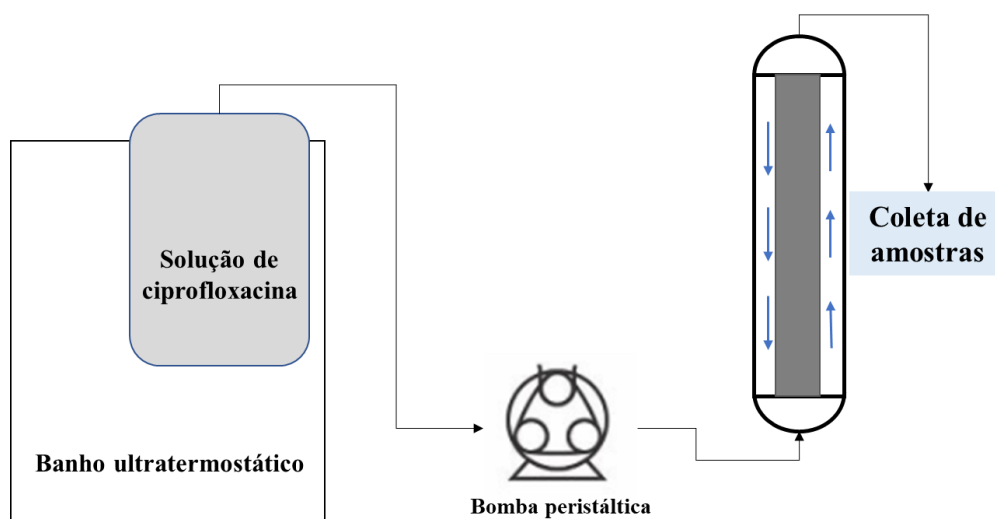 Solução de
ciprofloxacina
Banho ultratermostático
Bomba peristáltica
Coleta de
amostras